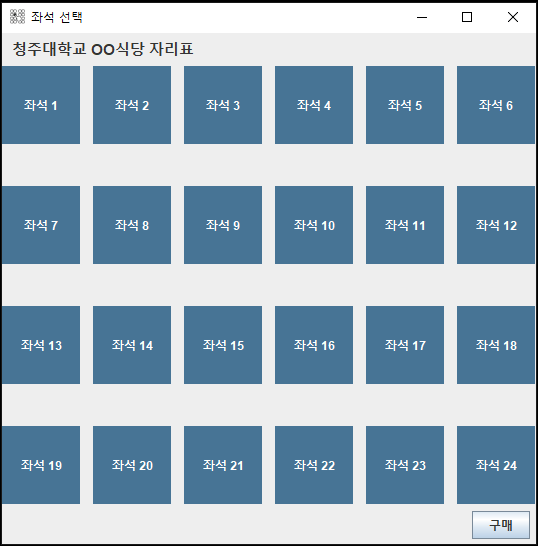 좌석 선택
청주대학교 OO식당 자리표
좌석 1 좌석 2 좌석 3 좌석 4 좌석 5 좌석 6
좌석 7 좌석 8 좌석 9 좌석 10 좌석 11 좌석 12
좌석 13 좌석 14 좌석 15 좌석 16 좌석 17 좌석 18
좌석 19 좌석 20 좌석 21 좌석 22 좌석 23 좌석 24
구매